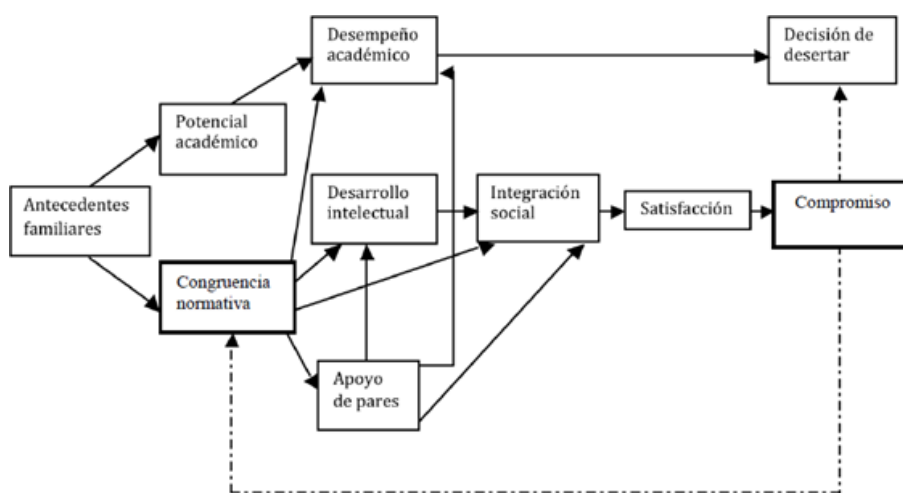 Desempeño
académico
Decisión de
desertar
Potencial
académico
Antecedentes
familiares
Desarrollo
intelectual
Integración
social
Satisfacción
Compromiso
Congruencia
normativa
Apoyo
de pares